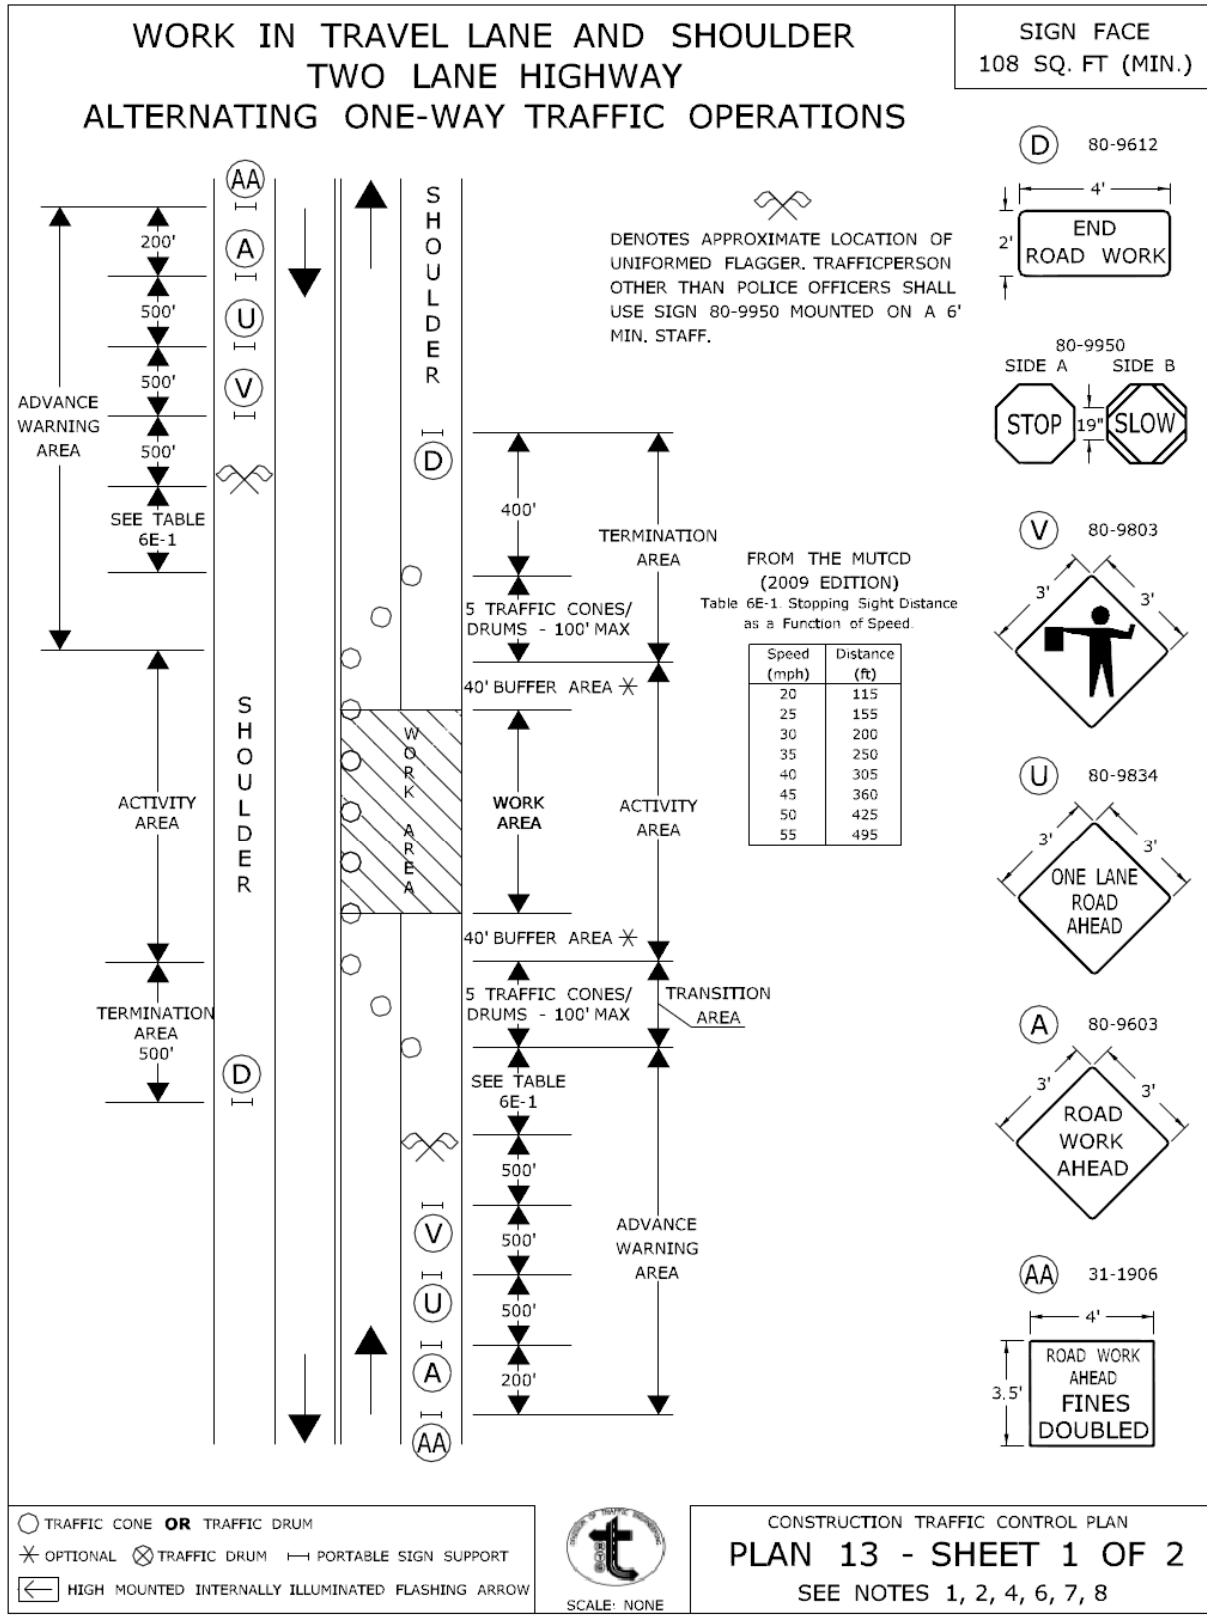 WORK IN TRAVEL LANE AND SHOULDER
TWO LANE HIGHWAY
ALTERNATING ONE-WAY TRAFFIC OPERATIONS
SIGN FACE
108 SQ. FT (MIN.)
AA
A
U
V
200'
500'
500'
500'
SEE TABLE
6E-1
ADVANCE
WARNING
AREA
SHOULDER
ACTIVITY
AREA
TERMINATION
AREA
500'
D
SHOULDER
D
400'
TERMINATION
AREA
5 TRAFFIC CONES/
DRUMS - 100' MAX
40' BUFFER AREA
WORK AREA
WORK
AREA
ACTIVITY
AREA
40' BUFFER AREA
5 TRAFFIC CONES/
DRUMS - 100' MAX
TRANSITION
AREA
SEE TABLE
6E-1
500'
500'
500'
200'
ADVANCE
WARNING
AREA
V
U
A
AA
DENOTES APPROXIMATE LOCATION OF
UNIFORMED FLAGGER. TRAFFICPERSON
OTHER THAN POLICE OFFICERS SHALL
USE SIGN 80-9950 MOUNTED ON A 6'
MIN. STAFF.
FROM THE MUTCD
(2009 EDITION)
Table 6E-1. Stopping Sight Distance
as a Function of Speed.
Speed (mph) Distance (ft)
20 115
25 155
30 200
35 250
40 305
45 360
50 425
55 495
D 80-9612
4'
2'
END
ROAD WORK
80-9950
SIDE A SIDE B
STOP 19" SLOW
V 80-9803
3' 3'
U 80-9834
3' 3'
ONE LANE
ROAD
AHEAD
A 80-9603
3' 3'
ROAD
WORK
AHEAD
AA 31-1906
4'
3.5'
ROAD WORK
AHEAD
FINES
DOUBLED
TRAFFIC CONE OR TRAFFIC DRUM
OPTIONAL TRAFFIC DRUM PORTABLE SIGN SUPPORT
HIGH MOUNTED INTERNALLY ILLUMINATED FLASHING ARROW
DIVISION OF TRAFFIC ENGINEERING
SCALE: NONE
CONSTRUCTION TRAFFIC CONTROL PLAN
PLAN 13 - SHEET 1 OF 2
SEE NOTES 1, 2, 4, 6, 7, 8